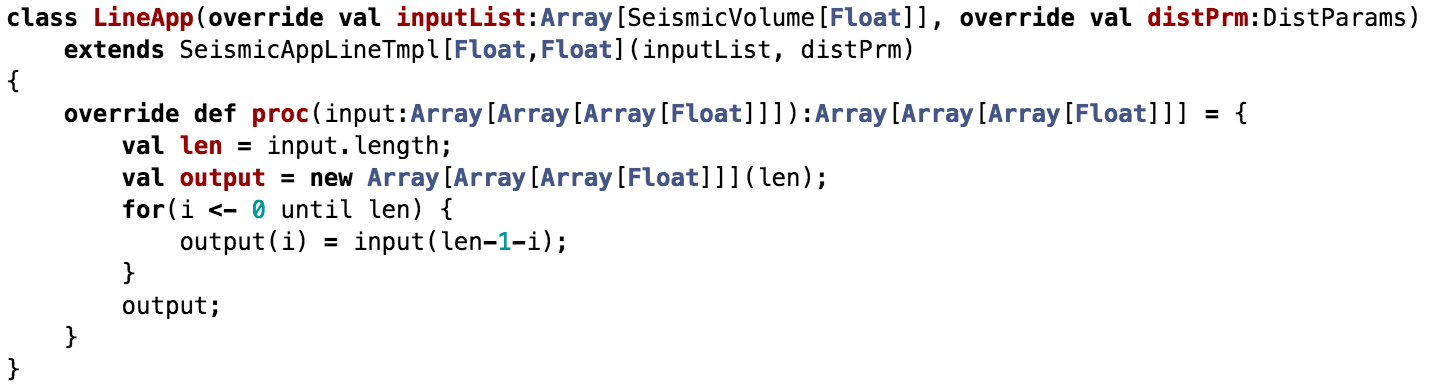 class LineApp(override val inputList:Array[SeismicVolume[Float]], override val distPrm:DistParams)
    extends SeismicAppLineTmpl[Float,Float](inputList, distPrm)
{
    override def proc(input:Array[Array[Array[Float]]]):Array[Array[Array[Float]]] = {
        val len = input.length;
        val output = new Array[Array[Array[Float]]](len);
        for(i <- 0 until len) {
            output(i) = input(len-1-i);
        }
        output;
    }
}